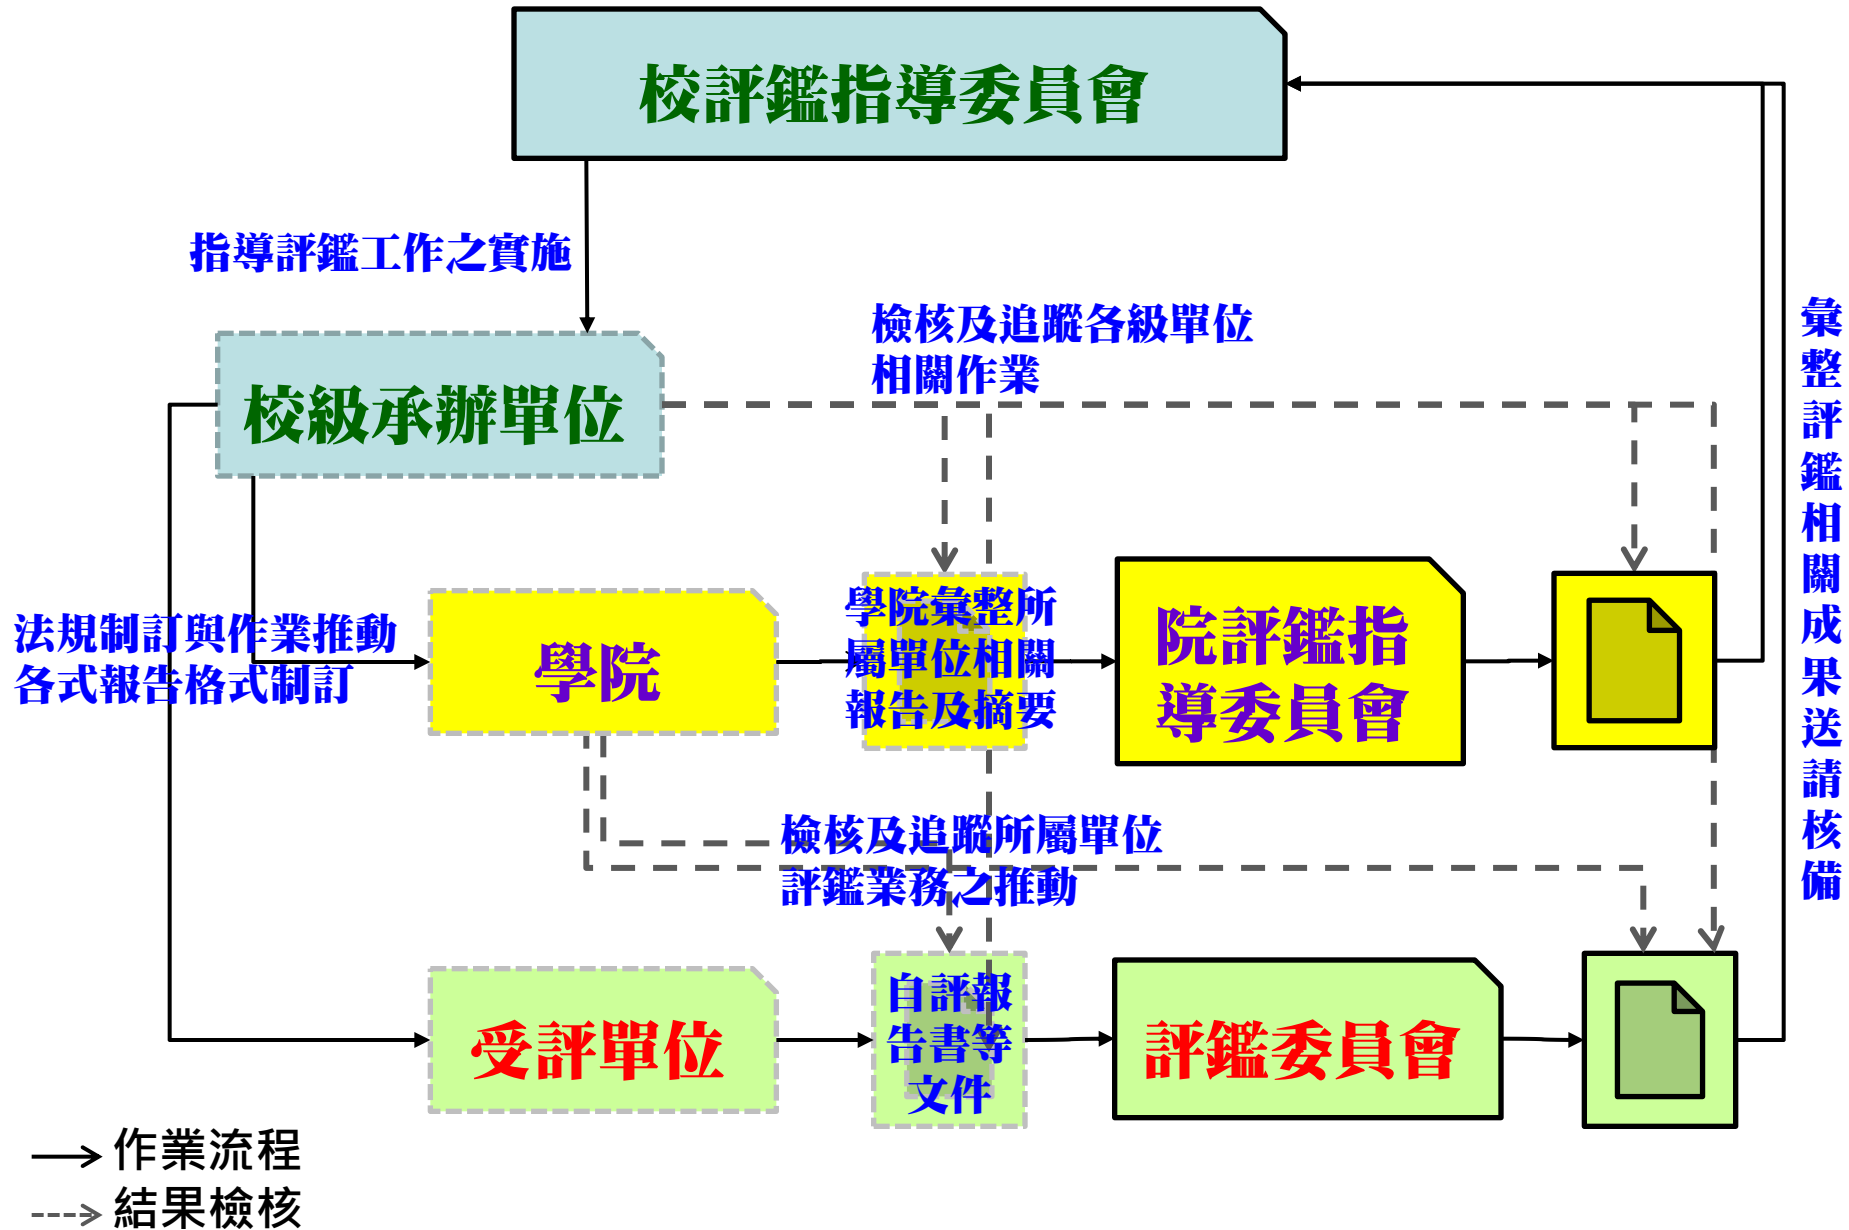 校評鑑指導委員會
指導評鑑工作之實施
檢核及追蹤各級單位
相關作業
校級承辦單位
彙整評鑑相關成果送請核備
法規制訂與作業推動
各式報告格式制訂
學院
學院彙整所
屬單位相關
報告及摘要
院評鑑指
導委員會
檢核及追蹤所屬單位
評鑑業務之推動
受評單位
自評報
告書等
文件
評鑑委員會
作業流程
結果檢核